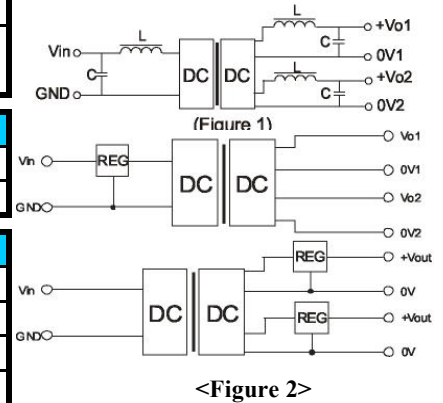 L
+Vo1
Vin
L
C
0V1
C
DC
DC
L
+Vo2
C
GND
0V2
(Figure 1)
Vo1
Vin
REG
0V1
DC
DC
Vo2
GND
0V2
REG
+Vout
Vin
0V
DC
DC
REG
+Vout
GND
0V
<Figure 2>